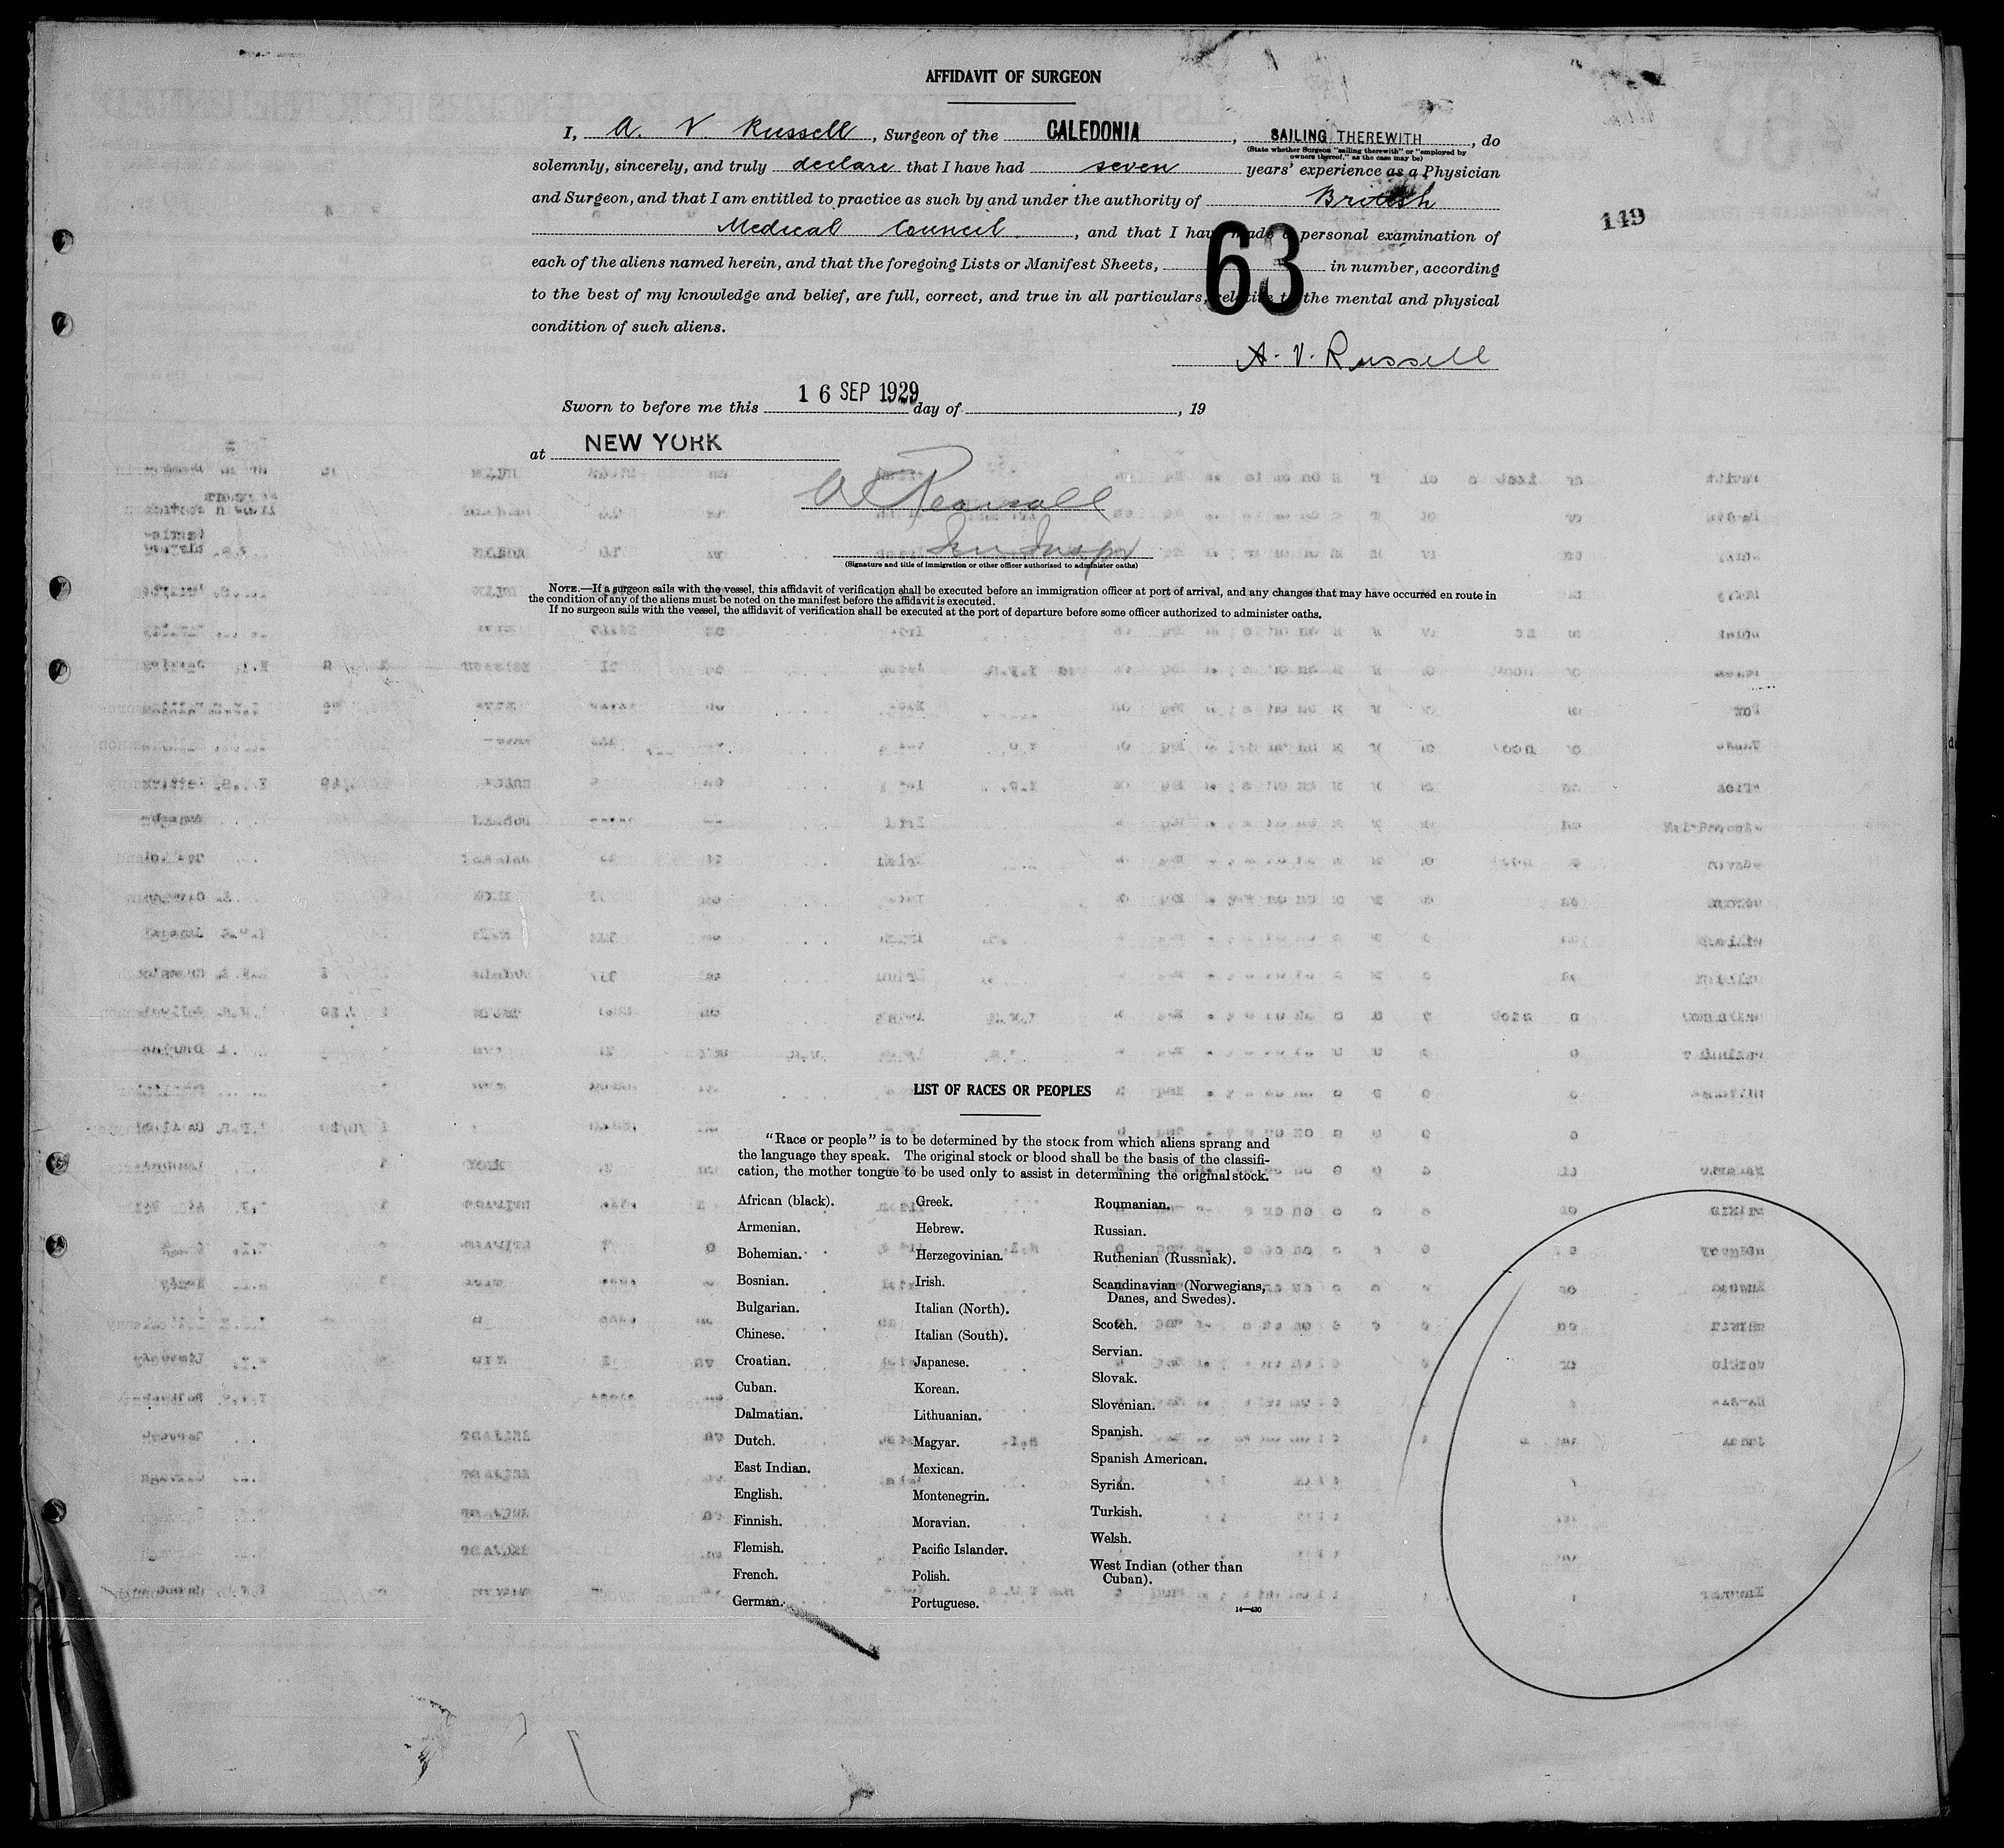 AFFIDAVIT OF SURGEON
I, A. V. Russell, Surgeon of the CALEDONIA, SAILING THEREWITH, do
(State whether Surgeon "sailing therewith" or "employed by
owners thereof," as the case may be)
solemnly, sincerely, and truly declare that I have had seven years' experience as a Physician
and Surgeon, and that I am entitled to practice as such by and under the authority of British
149
Medical Council, and that I have made a personal examination of
each of the aliens named herein, and that the foregoing Lists or Manifest Sheets, 63 in number, according
to the best of my knowledge and belief, are full, correct, and true in all particulars, relative to the mental and physical
condition of such aliens.
A. V. Russell
Sworn to before me this 16 SEP 1929 day of , 19
at NEW YORK
(Signature and title of immigration or other officer authorised to administer oaths)
NOTE.—If a surgeon sails with the vessel, this affidavit of verification shall be executed before an immigration officer at port of arrival, and any changes that may have occurred en route in
the condition of any of the aliens must be noted on the manifest before the affidavit is executed.
If no surgeon sails with the vessel, the affidavit of verification shall be executed at the port of departure before some officer authorized to administer oaths.
LIST OF RACES OR PEOPLES
"Race or people" is to be determined by the stock from which aliens sprang and
the language they speak. The original stock or blood shall be the basis of the classifi-
cation, the mother tongue to be used only to assist in determining the original stock.
African (black).
Armenian.
Bohemian.
Bosnian.
Bulgarian.
Chinese.
Croatian.
Cuban.
Dalmatian.
Dutch.
East Indian.
English.
Finnish.
Flemish.
French.
German.
Greek.
Hebrew.
Herzegovinian.
Irish.
Italian (North).
Italian (South).
Japanese.
Korean.
Lithuanian.
Magyar.
Mexican.
Montenegrin.
Moravian.
Pacific Islander.
Polish.
Portuguese.
Roumanian.
Russian.
Ruthenian (Russniak).
Scandinavian (Norwegians,
Danes, and Swedes).
Scotch.
Servian.
Slovak.
Slovenian.
Spanish.
Spanish American.
Syrian.
Turkish.
Welsh.
West Indian (other than
Cuban).
14—430